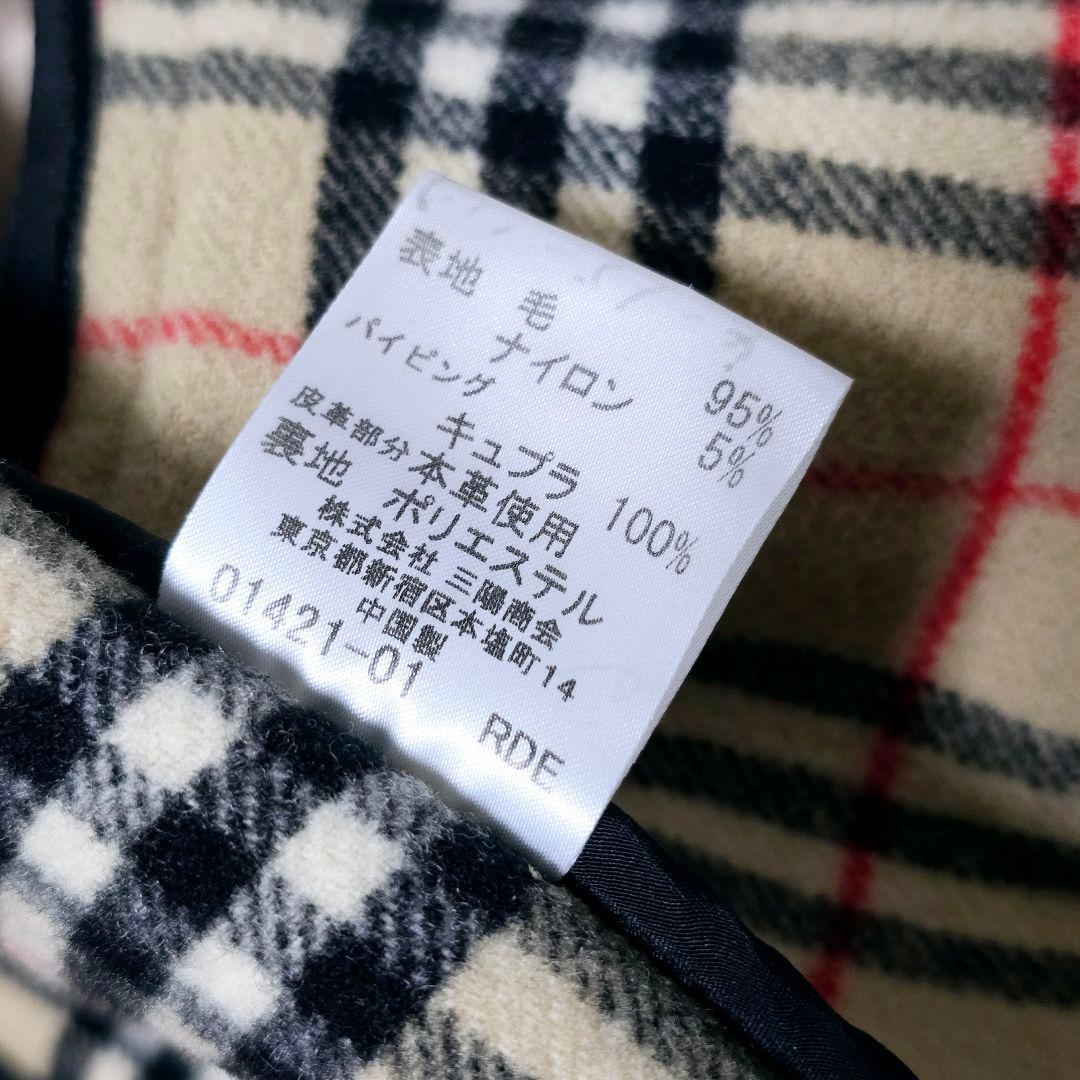 表地 毛 95%
ナイロン 5%
パイピング
キュプラ 100%
皮革部分 本革使用
裏地 ポリエステル
株式会社 三陽商会
東京都新宿区本塩町14
中国製
01421-01
RDE